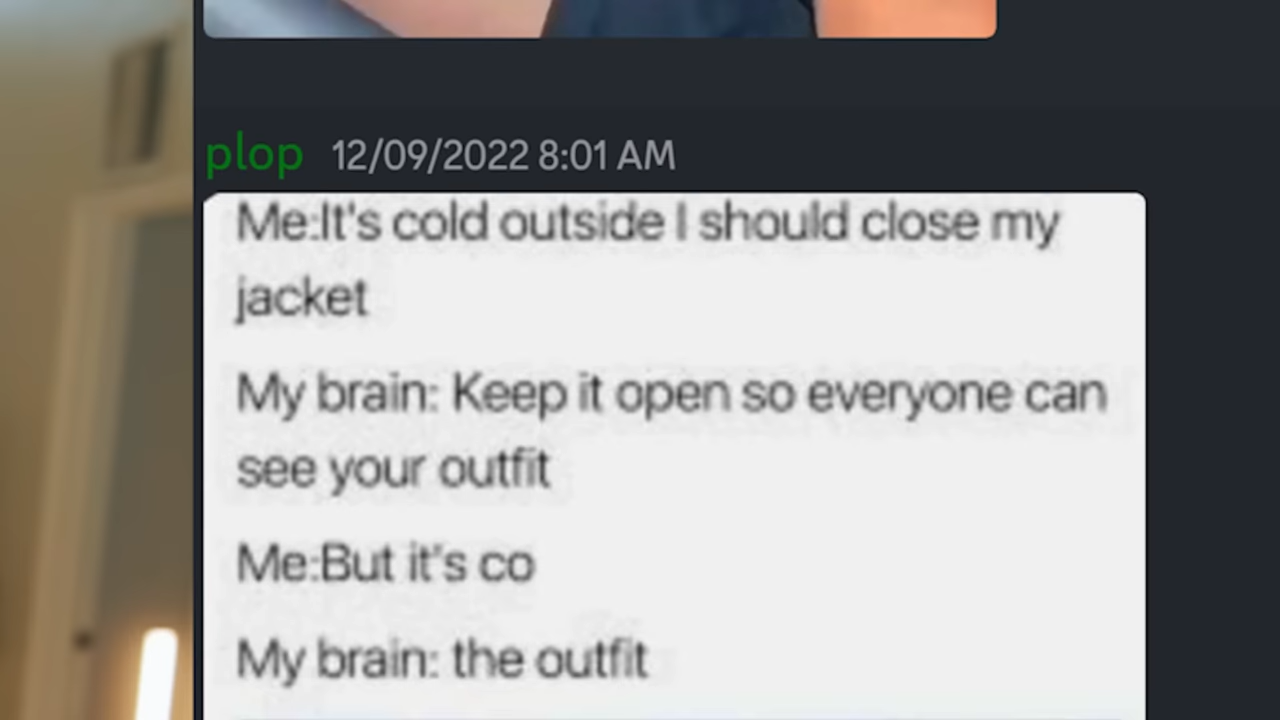 plop 12/09/2022 8:01 AM
Me:It's cold outside I should close my
jacket
My brain: Keep it open so everyone can
see your outfit
Me:But it's co
My brain: the outfit